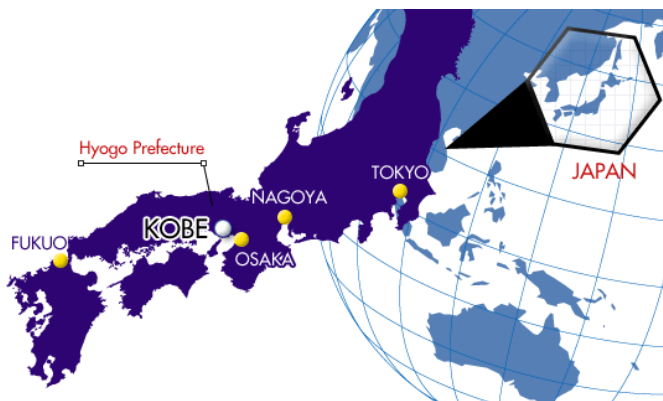 JAPAN
Hyogo Prefecture
TOKYO
NAGOYA
KOBE
FUKUO
OSAKA